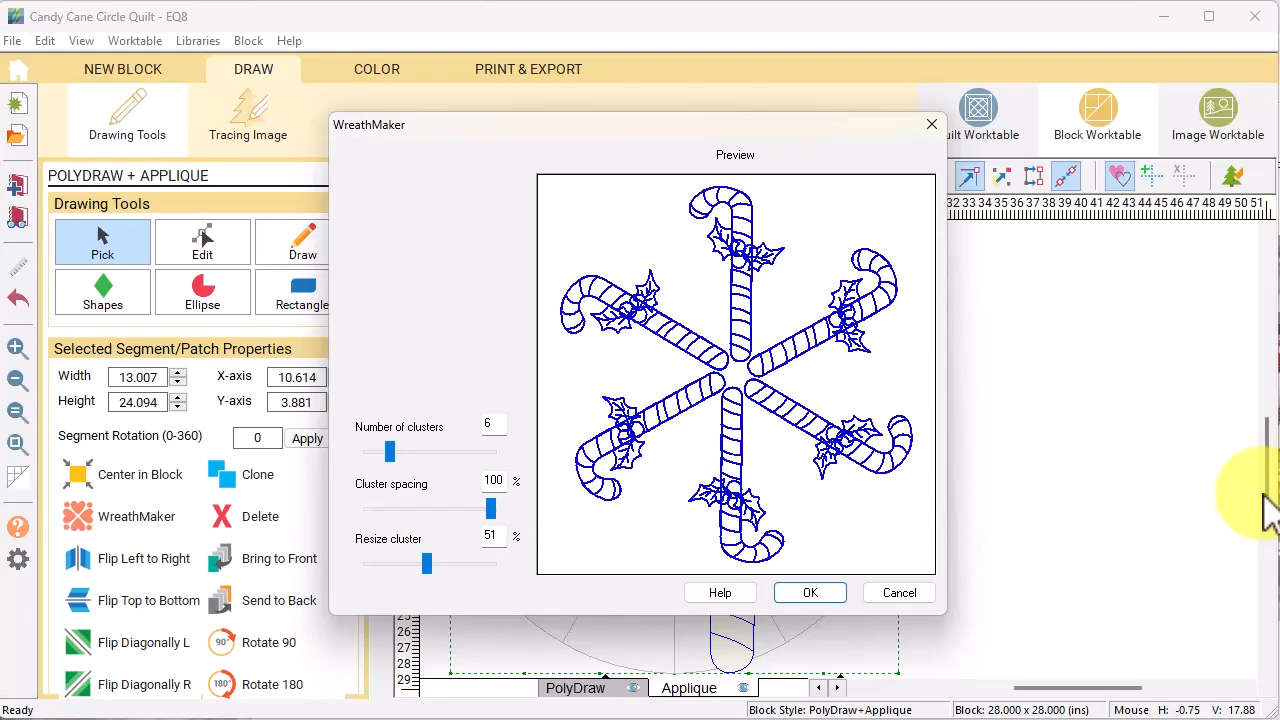 Candy Cane Circle Quilt - EQ8
File Edit View Worktable Libraries Block Help
NEW BLOCK DRAW COLOR PRINT & EXPORT
Drawing Tools Tracing Image uilt Worktable Block Worktable Image Worktable
WreathMaker
Preview
POLYDRAW + APPLIQUE
Drawing Tools
32 33 34 35 36 37 38 39 40 41 42 43 44 45 46 47 48 49 50 51
Pick Edit Draw
Shapes Ellipse Rectangle
Selected Segment/Patch Properties
Width 13.007 X-axis 10.614
Height 24.094 Y-axis 3.881
Segment Rotation (0-360) 0 Apply
Number of clusters 6
Cluster spacing 100 %
Resize cluster 51 %
Center in Block Clone
WreathMaker Delete
Flip Left to Right Bring to Front
Flip Top to Bottom Send to Back
Flip Diagonally L 90° Rotate 90
Flip Diagonally R 180° Rotate 180
Help OK Cancel
25
26
27
28
29
PolyDraw Applique
Ready Block Style: PolyDraw+Applique Block: 28.000 x 28.000 (ins) Mouse H: -0.75 V: 17.88